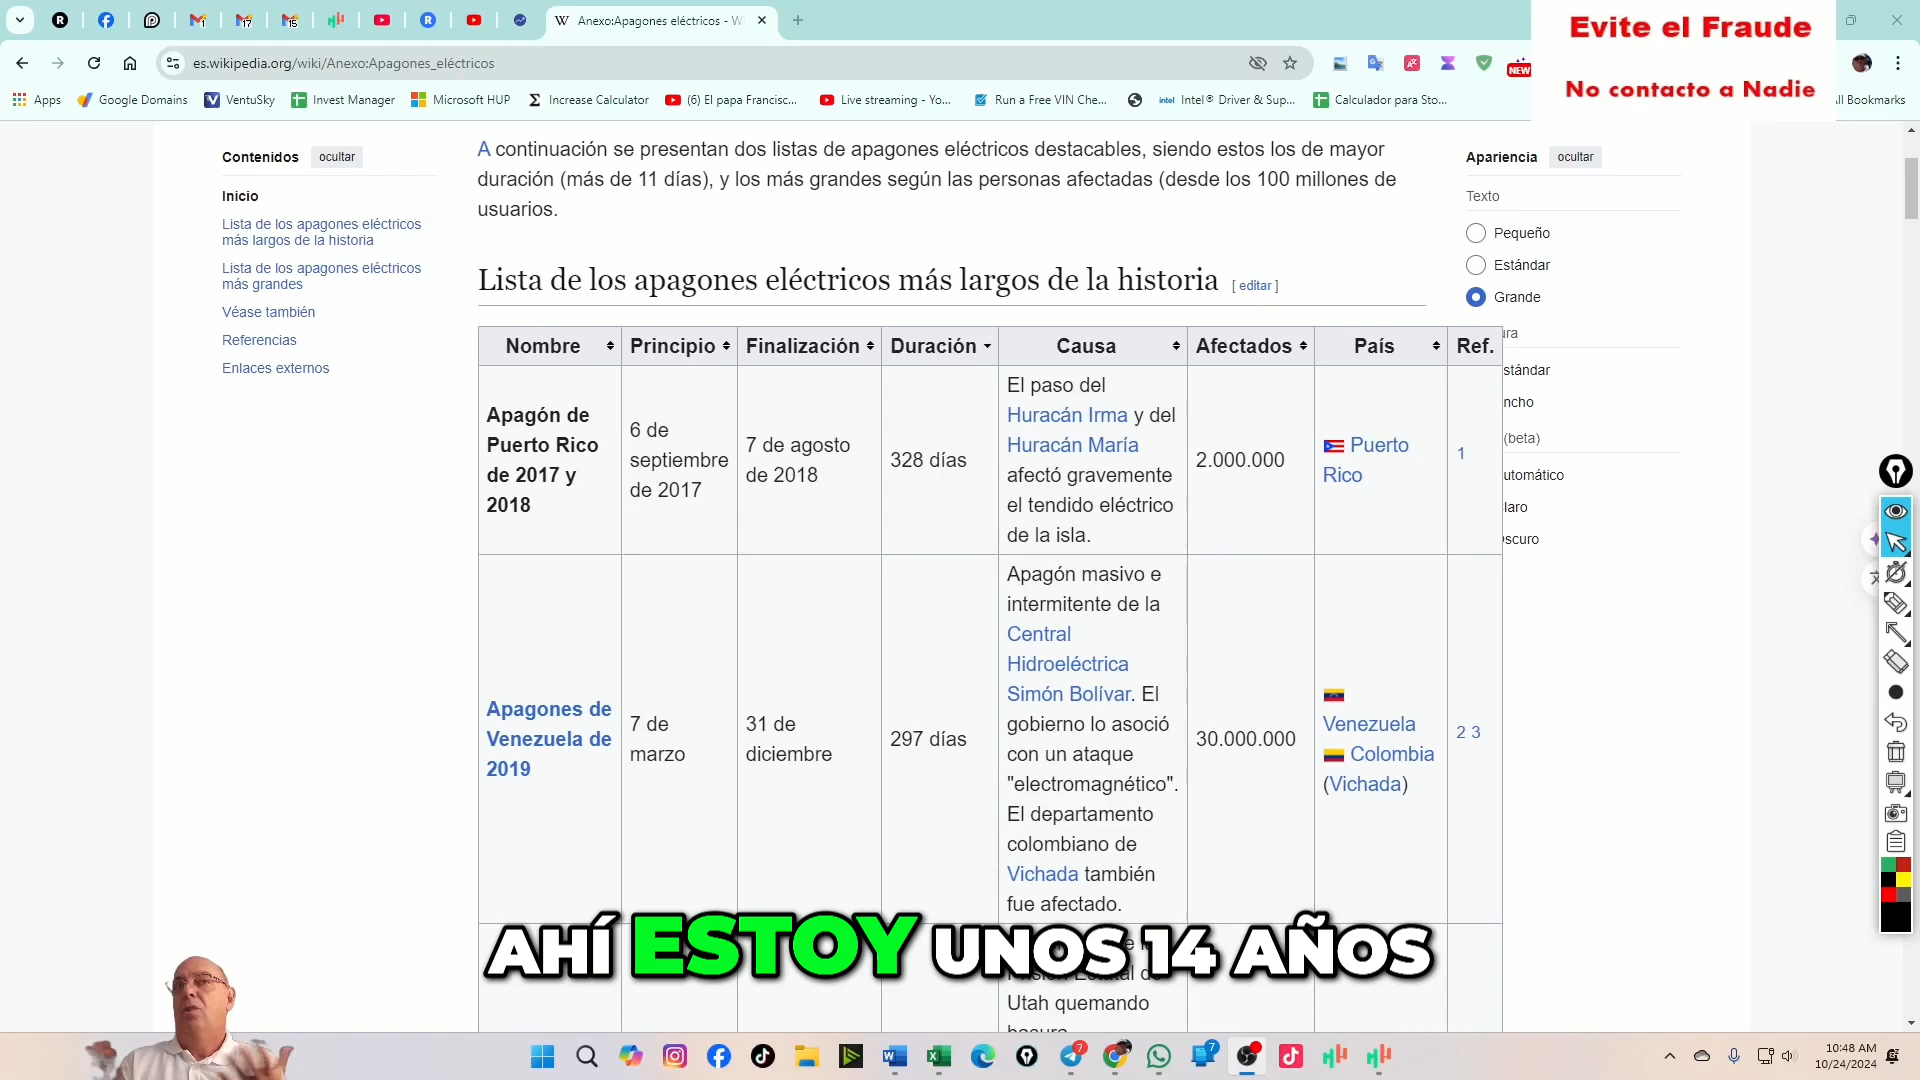 Anexo:Apagones eléctricos - W
Evite el Fraude
No contacto a Nadie
es.wikipedia.org/wiki/Anexo:Apagones_eléctricos
NEW
Apps
Google Domains
VentuSky
Invest Manager
Microsoft HUP
Increase Calculator
(6) El papa Francisc...
Live streaming - Yo...
Run a Free VIN Che...
Intel® Driver & Sup...
Calculador para Sto...
All Bookmarks
Contenidos
ocultar
Inicio
Lista de los apagones eléctricos
más largos de la historia
Lista de los apagones eléctricos
más grandes
Véase también
Referencias
Enlaces externos
A continuación se presentan dos listas de apagones eléctricos destacables, siendo estos los de mayor
duración (más de 11 días), y los más grandes según las personas afectadas (desde los 100 millones de
usuarios.
Lista de los apagones eléctricos más largos de la historia [ editar ]
Nombre
Principio
Finalización
Duración
Causa
Afectados
País
Ref.
Apagón de
Puerto Rico
de 2017 y
2018
6 de
septiembre
de 2017
7 de agosto
de 2018
328 días
El paso del
Huracán Irma y del
Huracán María
afectó gravemente
el tendido eléctrico
de la isla.
2.000.000
Puerto
Rico
1
Apagones de
Venezuela de
2019
7 de
marzo
31 de
diciembre
297 días
Apagón masivo e
intermitente de la
Central
Hidroeléctrica
Simón Bolívar. El
gobierno lo asoció
con un ataque
"electromagnético".
El departamento
colombiano de
Vichada también
fue afectado.
30.000.000
Venezuela
Colombia
(Vichada)
2 3
Utah quemando
Apariencia
ocultar
Texto
Pequeño
Estándar
Grande
ura
stándar
ncho
(beta)
utomático
laro
scuro
AHÍ ESTOY UNOS 14 AÑOS
10:48 AM
10/24/2024